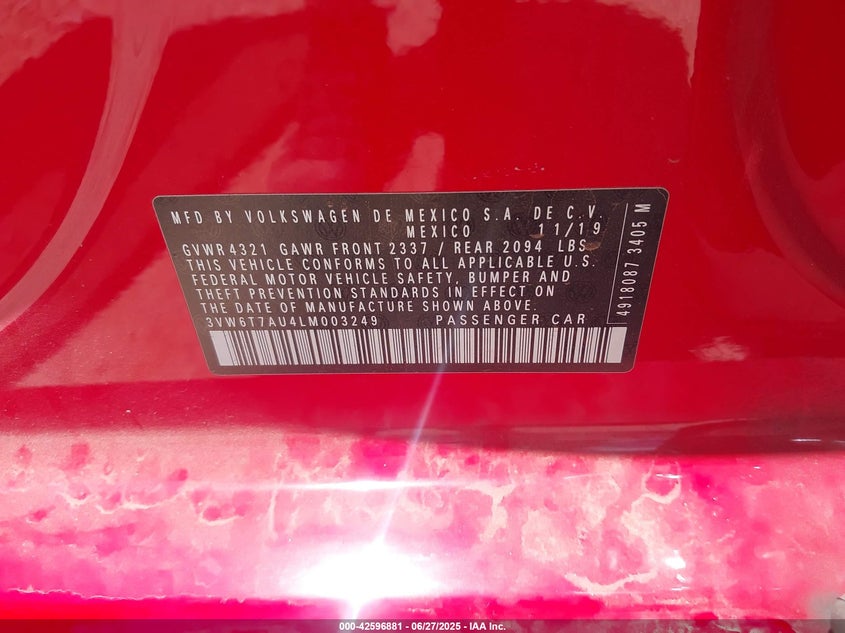 MFD BY VOLKSWAGEN DE MEXICO S.A. DE C.V.
MEXICO 11/19
GVWR 4321 GAWR FRONT 2337 / REAR 2094 LBS
THIS VEHICLE CONFORMS TO ALL APPLICABLE U.S.
FEDERAL MOTOR VEHICLE SAFETY, BUMPER AND
THEFT PREVENTION STANDARDS IN EFFECT ON
THE DATE OF MANUFACTURE SHOWN ABOVE.
3VW6T7AU4LM003249 PASSENGER CAR
4918087 3405 M
000-42596881 - 06/27/2025 - IAA Inc.